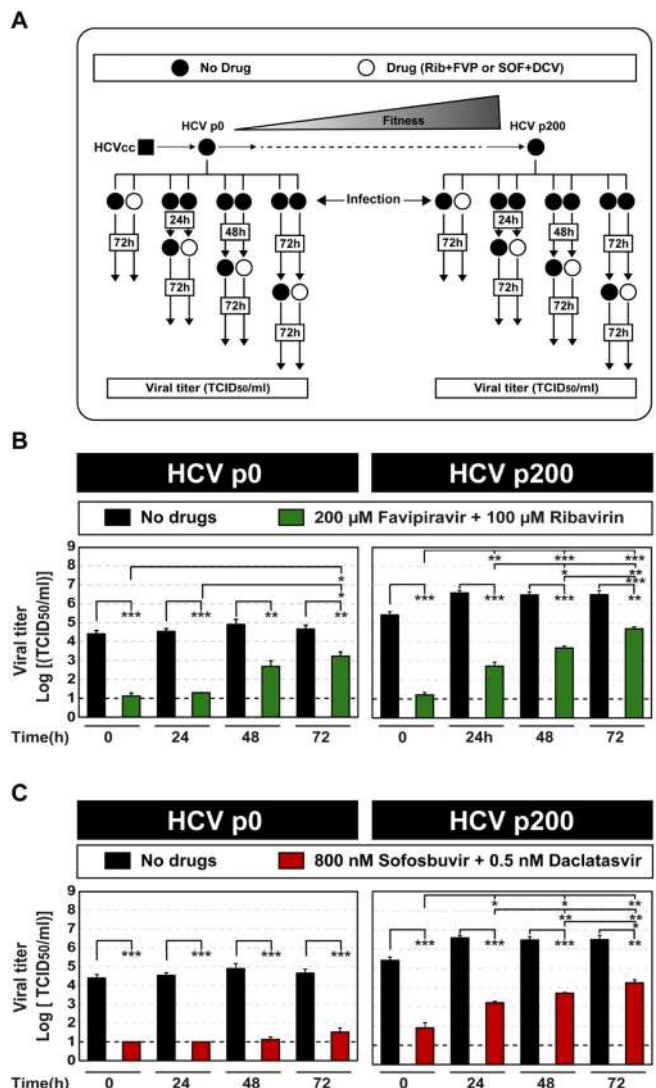 A
No Drug Drug (Rib+FVP or SOF+DCV)
HCV p0 Fitness HCV p200
HCVcc
Infection
24h 24h
72h 48h 72h 72h 48h 72h
72h 72h
72h 72h
72h 72h
Viral titer (TCID50/ml) Viral titer (TCID50/ml)
B
HCV p0 HCV p200
No drugs 200 µM Favipiravir + 100 µM Ribavirin
Viral titer
Log [(TCID50/ml)]
9
8
7
6
5
4
3
2
1
0
* ** *** ***
* * ** ***
*** *** ** ** *** *** *** **
Time(h) 0 24 48 72 0 24h 48 72
C
HCV p0 HCV p200
No drugs 800 nM Sofosbuvir + 0.5 nM Daclatasvir
Viral titer
Log [ TCID50/ml)]
9
8
7
6
5
4
3
2
1
0
* * **
** ** *
*** *** *** *** *** *** *** **
Time(h) 0 24 48 72 0 24 48 72